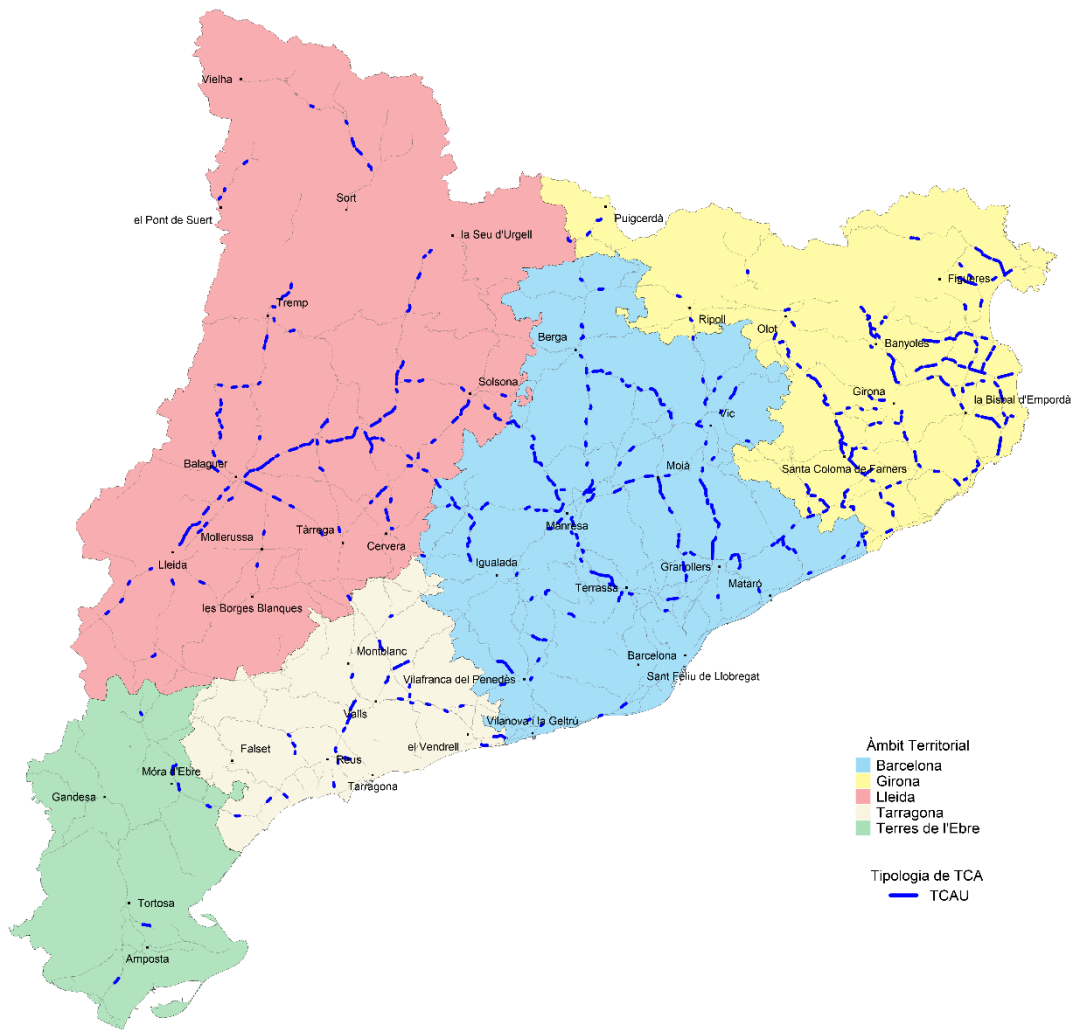 Vielha
Sort
el Pont de Suert
Puigcerdà
la Seu d'Urgell
Figueres
Tremp
Ripoll
Olot
Berga
Banyoles
Solsona
Girona
la Bisbal d'Empordà
Vic
Balaguer
Moià
Santa Coloma de Farners
Manresa
Mollerussa
Tàrrega
Cervera
Lleida
Igualada
Granollers
Terrassa
Mataró
les Borges Blanques
Montblanc
Barcelona
Vilafranca del Penedès
Sant Feliu de Llobregat
Valls
Vilanova i la Geltrú
el Vendrell
Falset
Reus
Móra d'Ebre
Tarragona
Gandesa
Tortosa
Amposta
Àmbit Territorial
Barcelona
Girona
Lleida
Tarragona
Terres de l'Ebre
Tipologia de TCA
TCAU